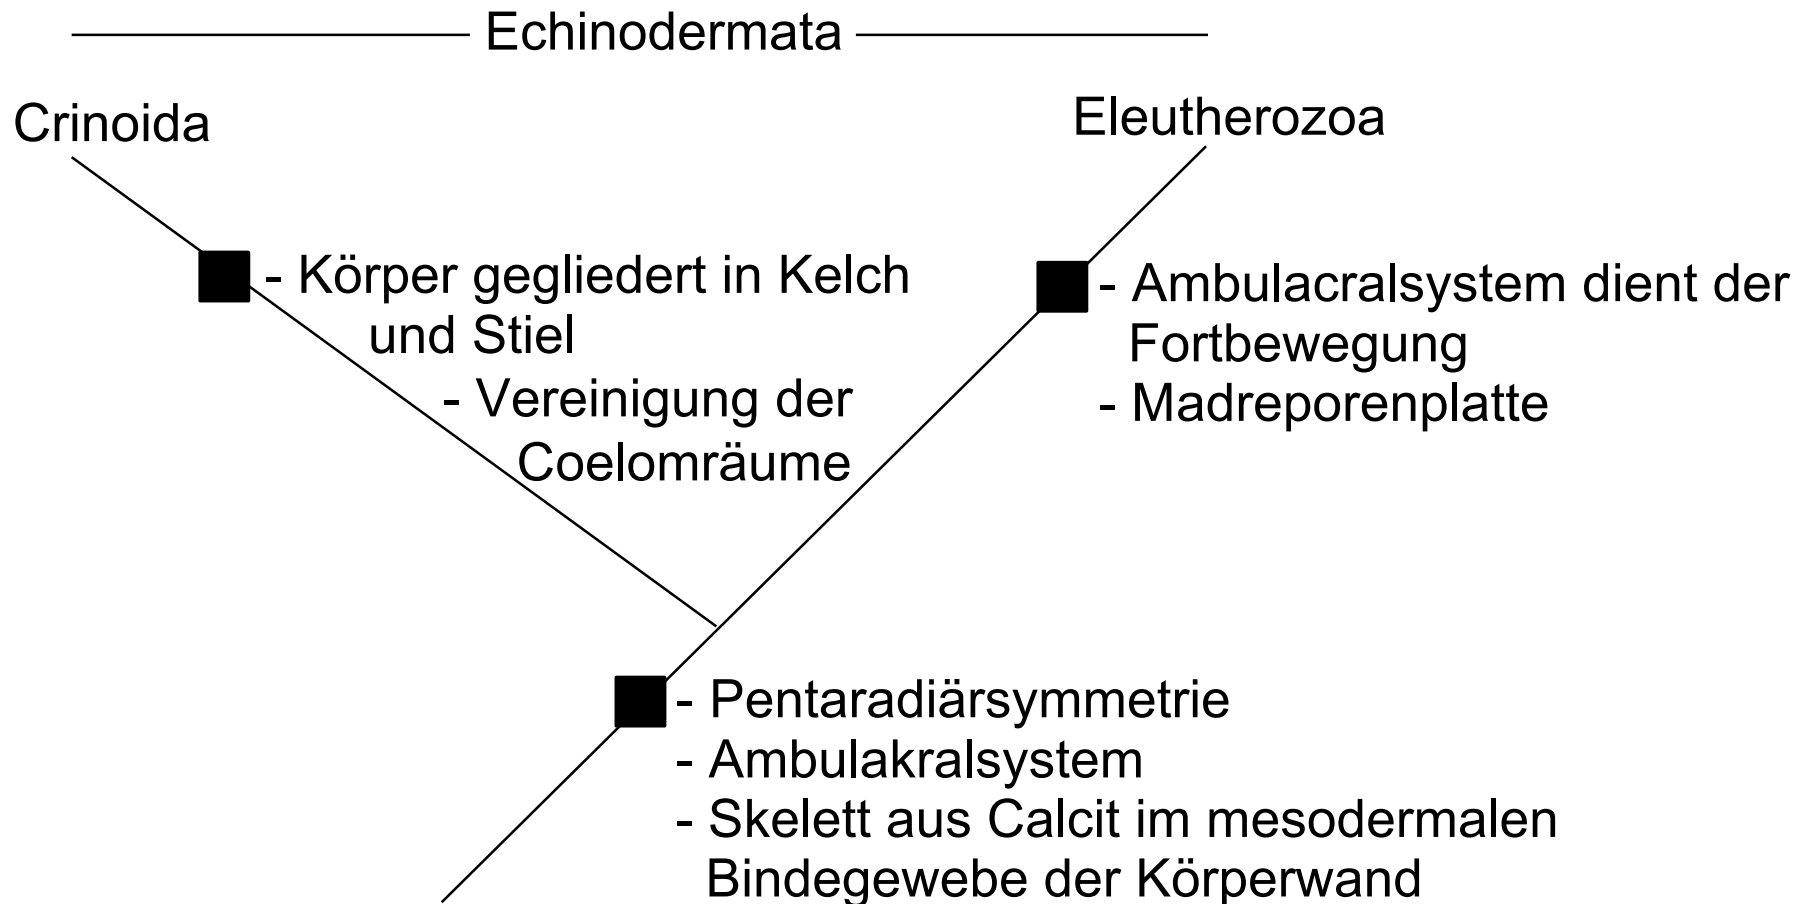 Echinodermata
Crinoida
Eleutherozoa
- Körper gegliedert in Kelch
und Stiel
- Vereinigung der
Coelomräume
- Ambulacralsystem dient der
Fortbewegung
- Madreporenplatte
- Pentaradiärsymmetrie
- Ambulakralsystem
- Skelett aus Calcit im mesodermalen
Bindegewebe der Körperwand